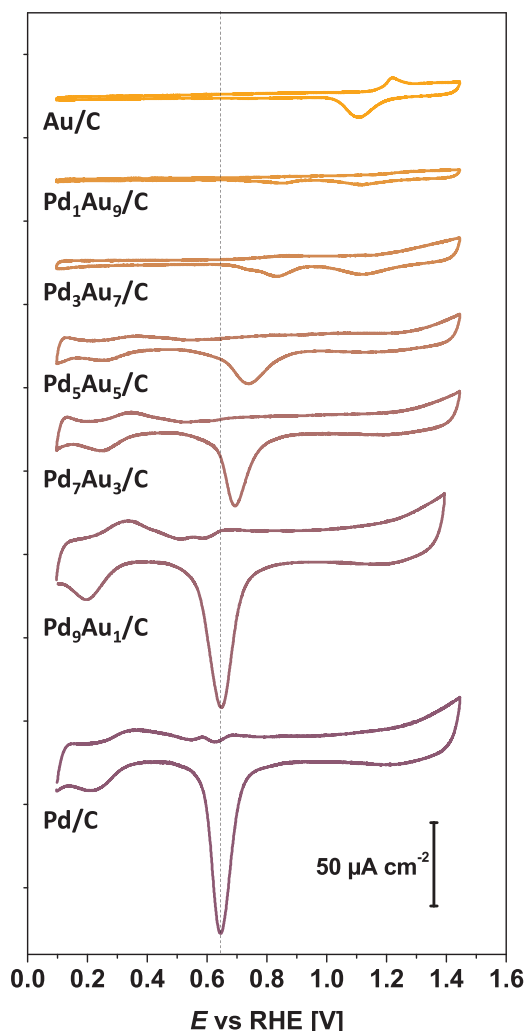 Au/C
Pd₁Au₉/C
Pd₃Au₇/C
Pd₅Au₅/C
Pd₇Au₃/C
Pd₉Au₁/C
Pd/C
50 µA cm⁻²
0.0 0.2 0.4 0.6 0.8 1.0 1.2 1.4 1.6
E vs RHE [V]